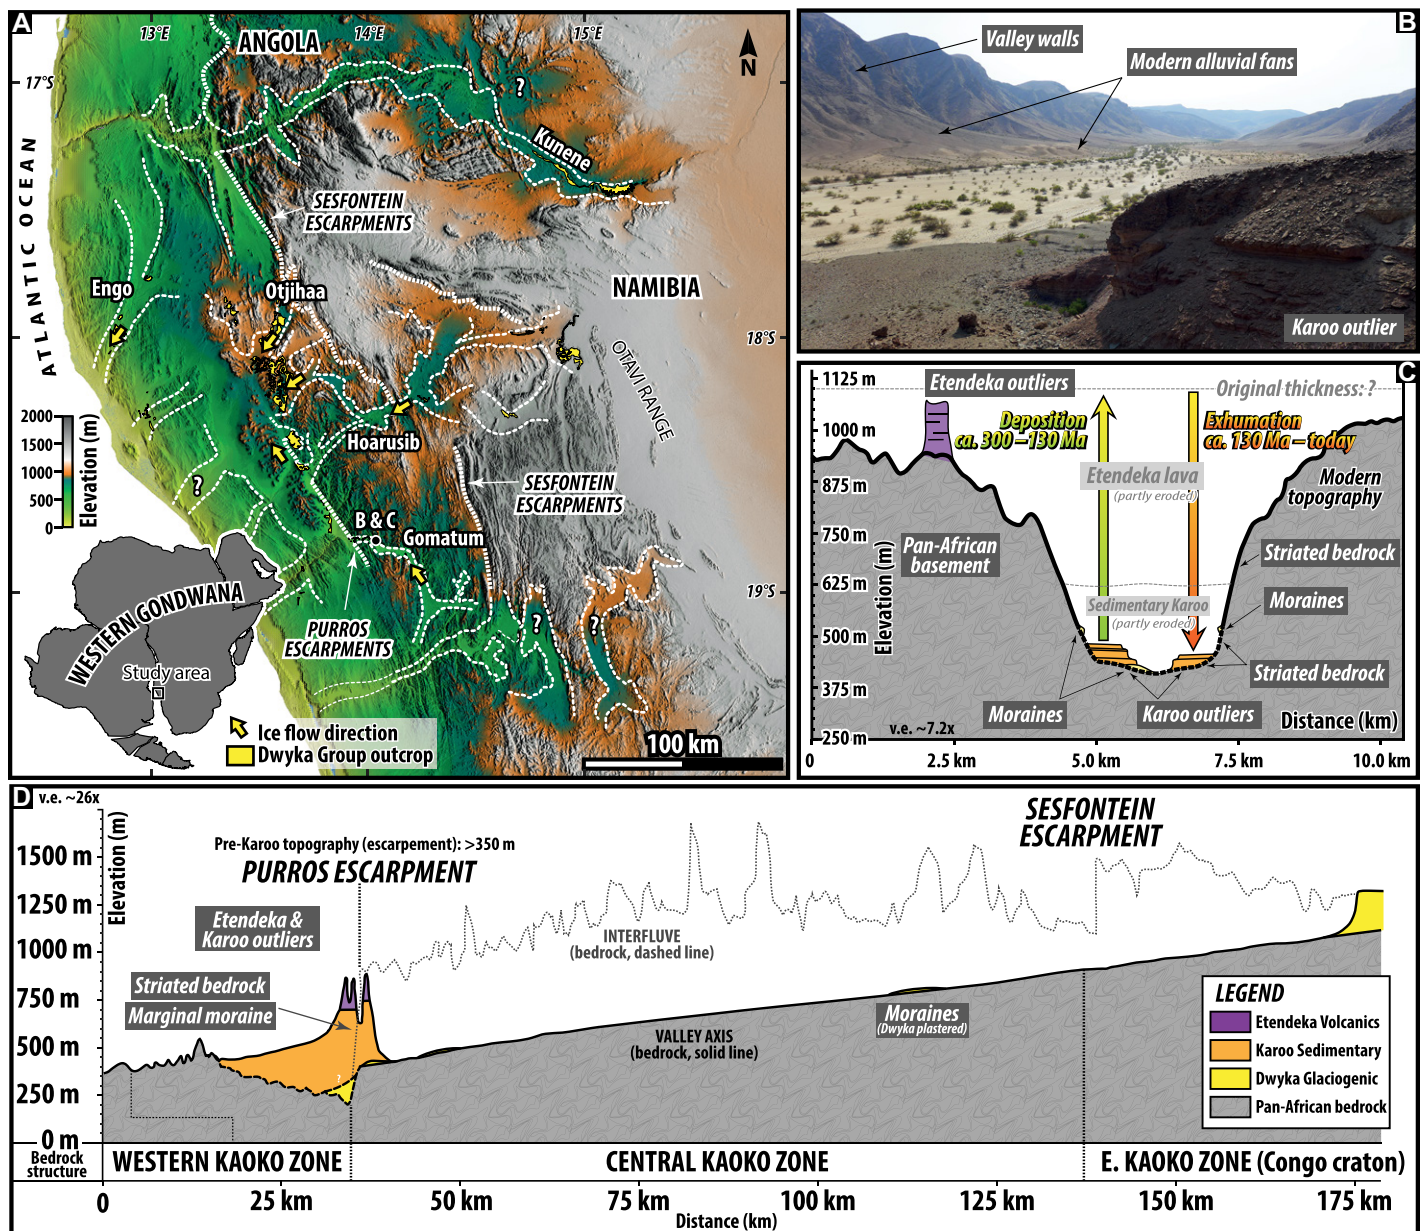 A
13°E
14°E
15°E
ANGOLA
N
17°S
?
Kunene
ATLANTIC OCEAN
SESFONTEIN
ESCARPMENTS
NAMIBIA
Engo
Otjihaa
18°S
OTAVI RANGE
2000
1500
1000
500
0
Elevation (m)
Hoarusib
?
SESFONTEIN
ESCARPMENTS
B & C
Gomatum
19°S
PURROS
ESCARPMENTS
?
?
WESTERN GONDWANA
Study area
Ice flow direction
Dwyka Group outcrop
100 km
B
Valley walls
Modern alluvial fans
Karoo outlier
C
1125 m
1000 m
875 m
750 m
625 m
500 m
375 m
250 m
Elevation (m)
Etendeka outliers
Original thickness: ?
Deposition
ca. 300 – 130 Ma
Exhumation
ca. 130 Ma – today
Etendeka lava
(partly eroded)
Modern
topography
Pan-African
basement
Striated bedrock
Sedimentary Karoo
(partly eroded)
Moraines
Striated bedrock
Moraines
Karoo outliers
Distance (km)
v.e. ~7.2x
0
2.5 km
5.0 km
7.5 km
10.0 km
D
v.e. ~26x
Elevation (m)
1500 m
1250 m
1000 m
750 m
500 m
250 m
0 m
Pre-Karoo topography (escarpement): >350 m
PURROS ESCARPMENT
SESFONTEIN
ESCARPMENT
Etendeka &
Karoo outliers
Striated bedrock
Marginal moraine
?
INTERFLUVE
(bedrock, dashed line)
VALLEY AXIS
(bedrock, solid line)
Moraines
(Dwyka plastered)
LEGEND
Etendeka Volcanics
Karoo Sedimentary
Dwyka Glaciogenic
Pan-African bedrock
Bedrock
structure
WESTERN KAOKO ZONE
CENTRAL KAOKO ZONE
E. KAOKO ZONE (Congo craton)
0
25 km
50 km
75 km
100 km
125 km
150 km
175 km
Distance (km)